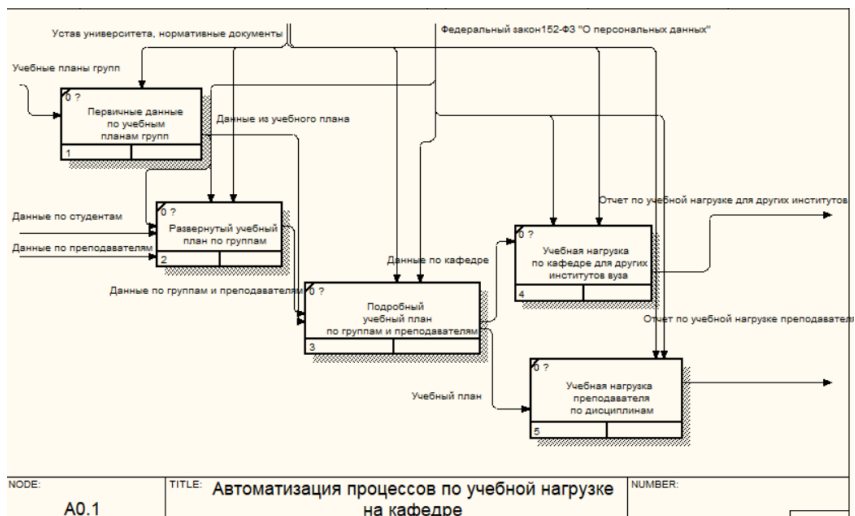 Устав университета, нормативные документы
Федеральный закон152-ФЗ "О персональных данных"
Учебные планы групп
0 ?
Первичные данные
по учебным
планам групп
1
Данные из учебного плана
Данные по студентам
Данные по преподавателям
0 ?
Развернутый учебный
план по группам
2
Отчет по учебной нагрузке для других институтов
0 ?
Учебная нагрузка
по кафедре для других
институтов вуза
4
Данные по кафедре
Данные по группам и преподавателям
0 ?
Подробный
учебный план
по группам и преподавателям
3
Отчет по учебной нагрузке преподавателя
0 ?
Учебная нагрузка
преподавателя
по дисциплинам
5
Учебный план
NODE:
A0.1
TITLE:
Автоматизация процессов по учебной нагрузке
на кафедре
NUMBER: